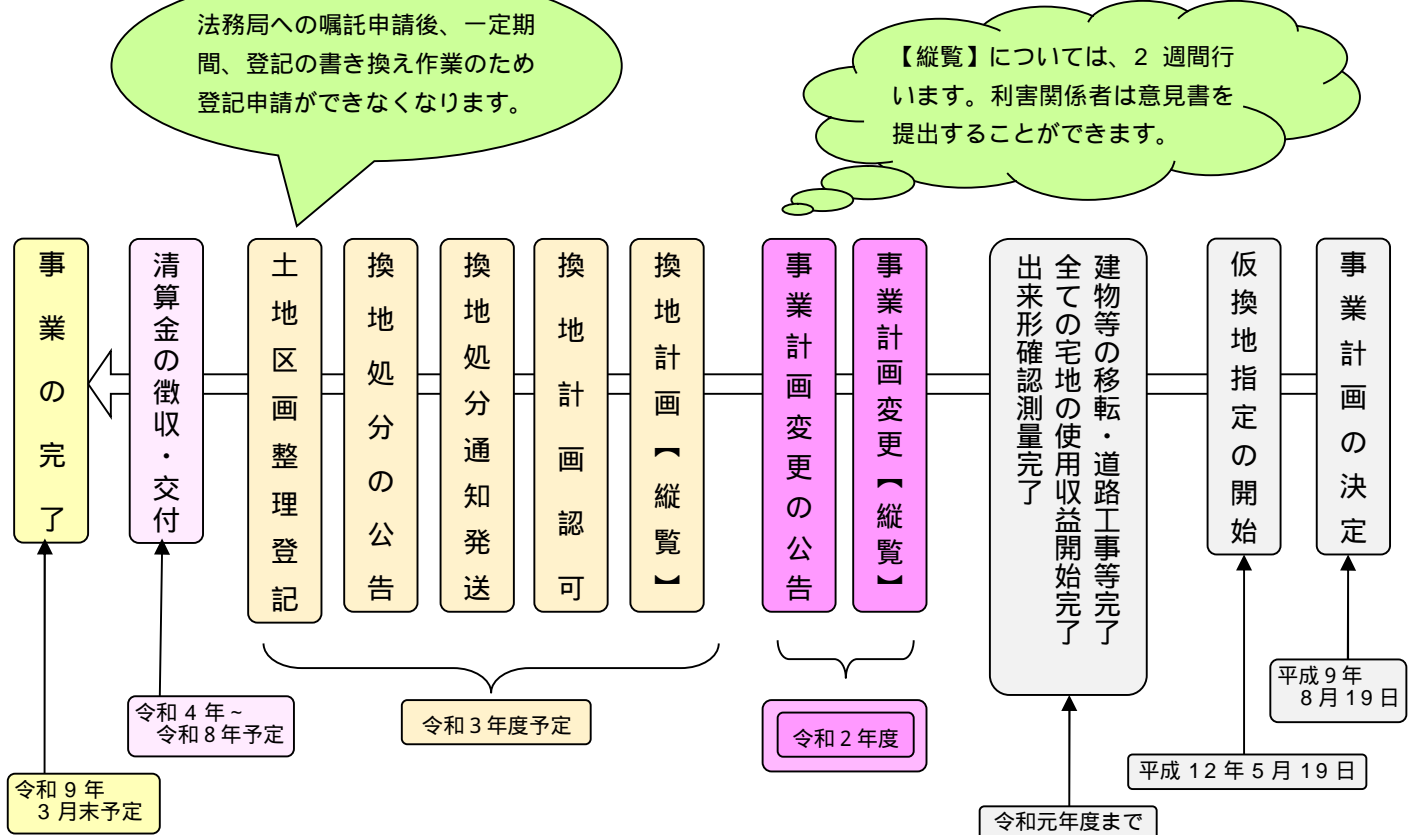 法務局への嘱託申請後、一定期
間、登記の書き換え作業のため
登記申請ができなくなります。
【縦覧】については、2 週間行
います。利害関係者は意見書を
提出することができます。
事業計画の決定
仮換地指定の開始
建物等の移転・道路工事等完了
全ての宅地の使用収益開始完了
出来形確認測量完了
事業計画変更【縦覧】
事業計画変更の公告
換地計画【縦覧】
換地計画認可
換地処分通知発送
換地処分の公告
土地区画整理登記
清算金の徴収・交付
事業の完了
平成9年
8月19日
平成 12 年 5 月 19 日
令和元年度まで
令和2年度
令和3年度予定
令和 4 年~
令和8年予定
令和 9 年
3 月末予定